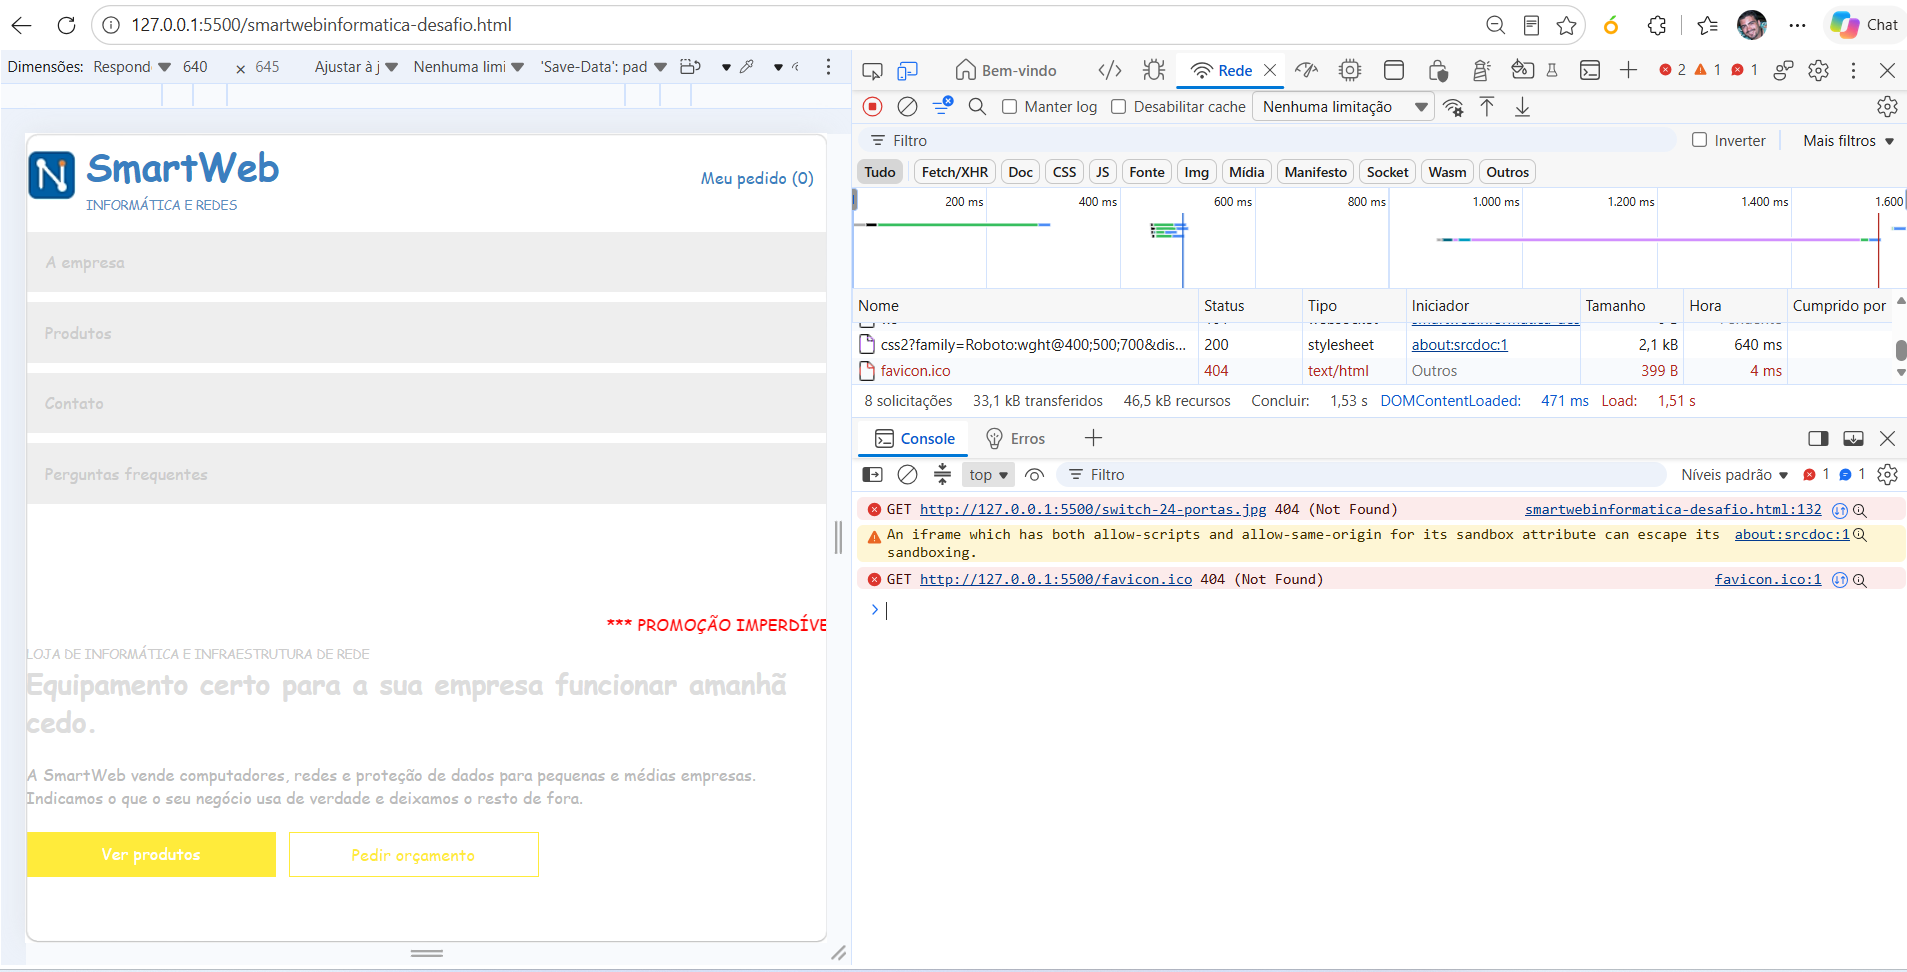 127.0.0.1:5500/smartwebinformatica-desafio.html
Chat
Dimensões: Respond 640 × 645 Ajustar à j Nenhuma limi 'Save-Data': pad
SmartWeb
INFORMÁTICA E REDES
Meu pedido (0)
A empresa
Produtos
Contato
Perguntas frequentes
*** PROMOÇÃO IMPERDÍVE
LOJA DE INFORMÁTICA E INFRAESTRUTURA DE REDE
Equipamento certo para a sua empresa funcionar amanhã
cedo.
A SmartWeb vende computadores, redes e proteção de dados para pequenas e médias empresas.
Indicamos o que o seu negócio usa de verdade e deixamos o resto de fora.
Ver produtos
Pedir orçamento
Bem-vindo
Rede
2 1 1
Manter log
Desabilitar cache
Nenhuma limitação
Filtro
Inverter
Mais filtros
Tudo Fetch/XHR Doc CSS JS Fonte Img Mídia Manifesto Socket Wasm Outros
200 ms 400 ms 600 ms 800 ms 1.000 ms 1.200 ms 1.400 ms 1.600
Nome Status Tipo Iniciador Tamanho Hora Cumprido por
css2?family=Roboto:wght@400;500;700&dis... 200 stylesheet about:srcdoc:1 2,1 kB 640 ms
favicon.ico 404 text/html Outros 399 B 4 ms
8 solicitações 33,1 kB transferidos 46,5 kB recursos Concluir: 1,53 s DOMContentLoaded: 471 ms Load: 1,51 s
Console
Erros
top
Filtro
Níveis padrão
1 1
GET http://127.0.0.1:5500/switch-24-portas.jpg 404 (Not Found) smartwebinformatica-desafio.html:132
An iframe which has both allow-scripts and allow-same-origin for its sandbox attribute can escape its about:srcdoc:1
sandboxing.
GET http://127.0.0.1:5500/favicon.ico 404 (Not Found) favicon.ico:1